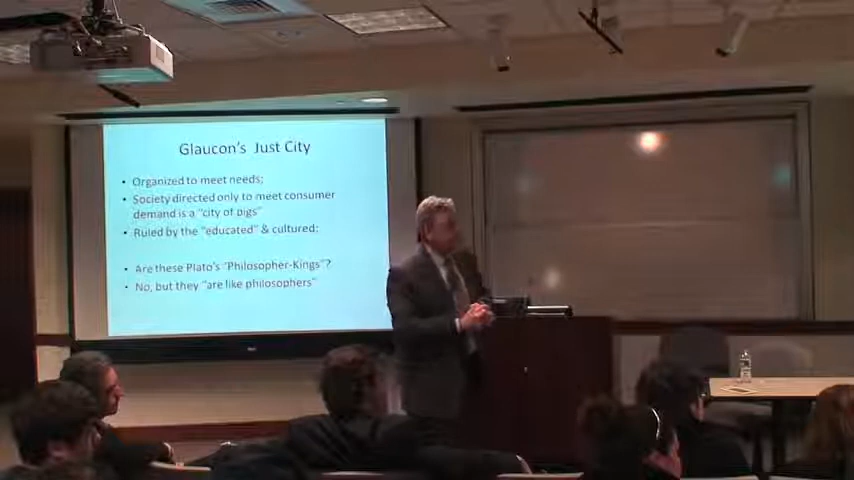 Glaucon's Just City
• Organized to meet needs;
• Society directed only to meet consumer
demand is a "city of pigs"
• Ruled by the "educated" & cultured;
• Are these Plato's "Philosopher-Kings"?
• No, but they "are like philosophers"